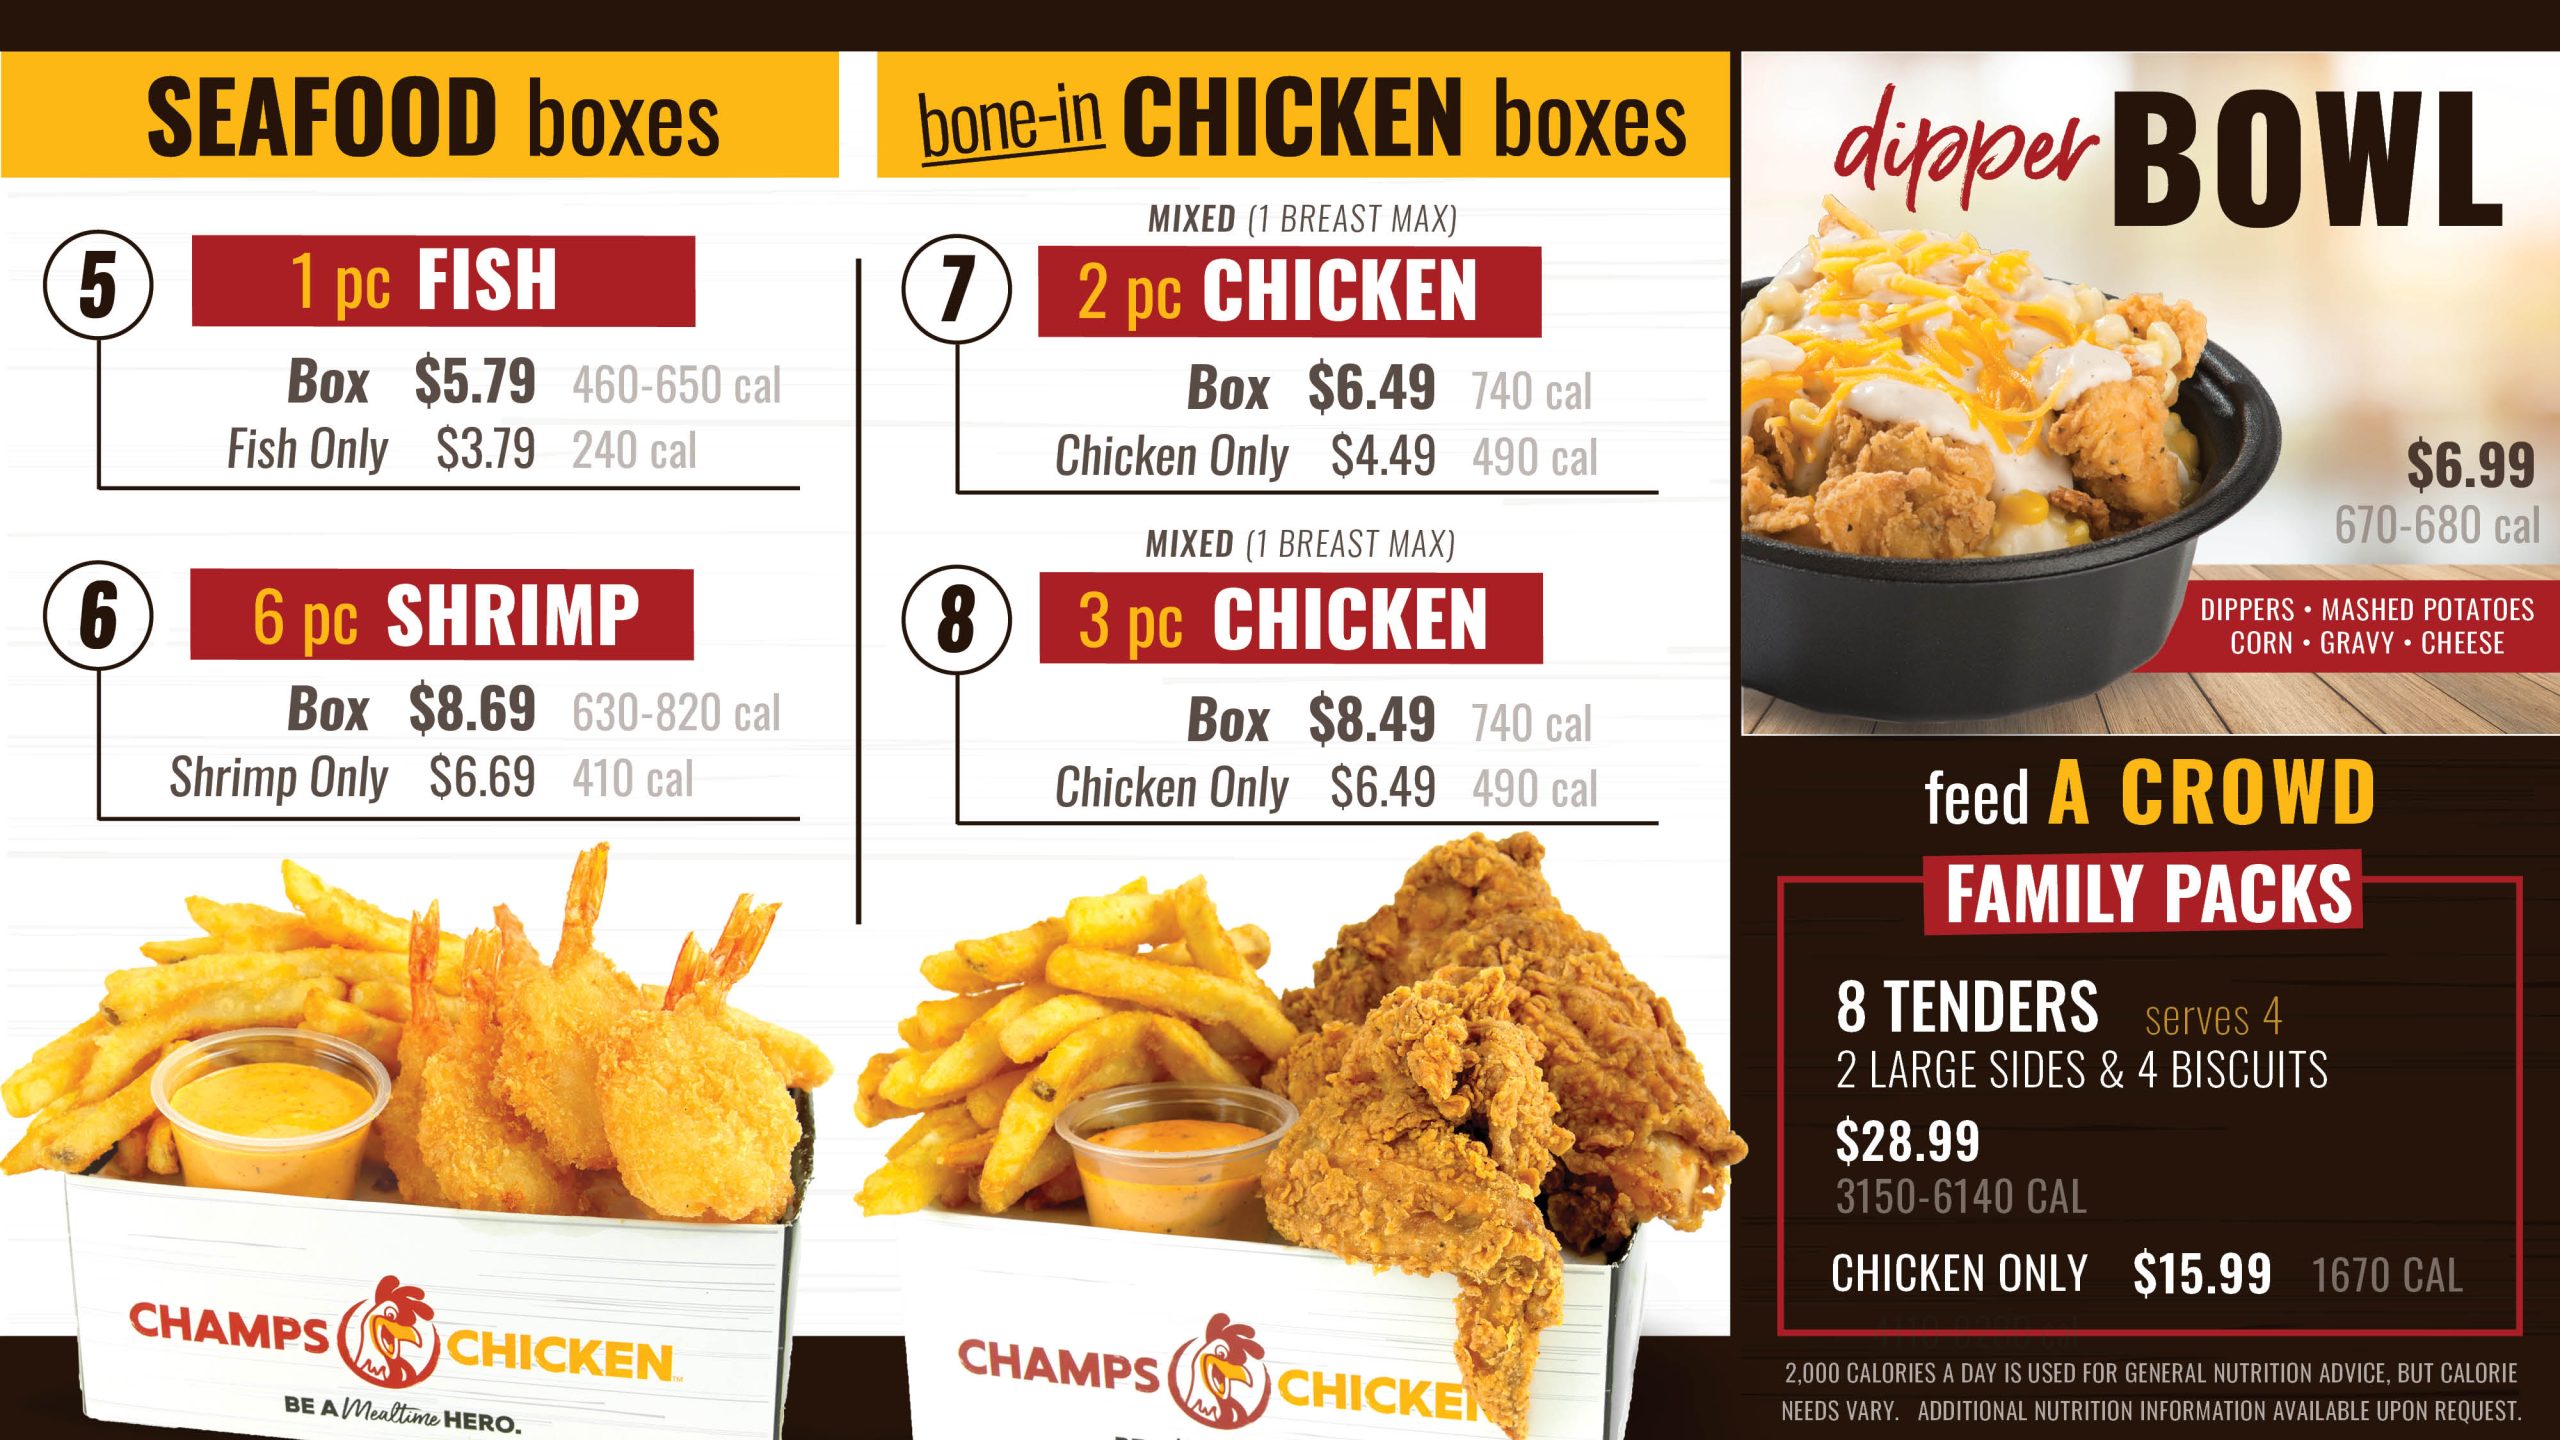 SEAFOOD boxes
5
1 pc FISH
Box $5.79 460-650 cal
Fish Only $3.79 240 cal
6
6 pc SHRIMP
Box $8.69 630-820 cal
Shrimp Only $6.69 410 cal
CHAMPS CHICKEN™
BE A Mealtime HERO.
bone-in CHICKEN boxes
MIXED (1 BREAST MAX)
7
2 pc CHICKEN
Box $6.49 740 cal
Chicken Only $4.49 490 cal
MIXED (1 BREAST MAX)
8
3 pc CHICKEN
Box $8.49 740 cal
Chicken Only $6.49 490 cal
CHAMPS CHICKE
dipper BOWL
$6.99
670-680 cal
DIPPERS • MASHED POTATOES
CORN • GRAVY • CHEESE
feed A CROWD
FAMILY PACKS
8 TENDERS serves 4
2 LARGE SIDES & 4 BISCUITS
$28.99
3150-6140 CAL
CHICKEN ONLY $15.99 1670 CAL
2,000 CALORIES A DAY IS USED FOR GENERAL NUTRITION ADVICE, BUT CALORIE
NEEDS VARY. ADDITIONAL NUTRITION INFORMATION AVAILABLE UPON REQUEST.